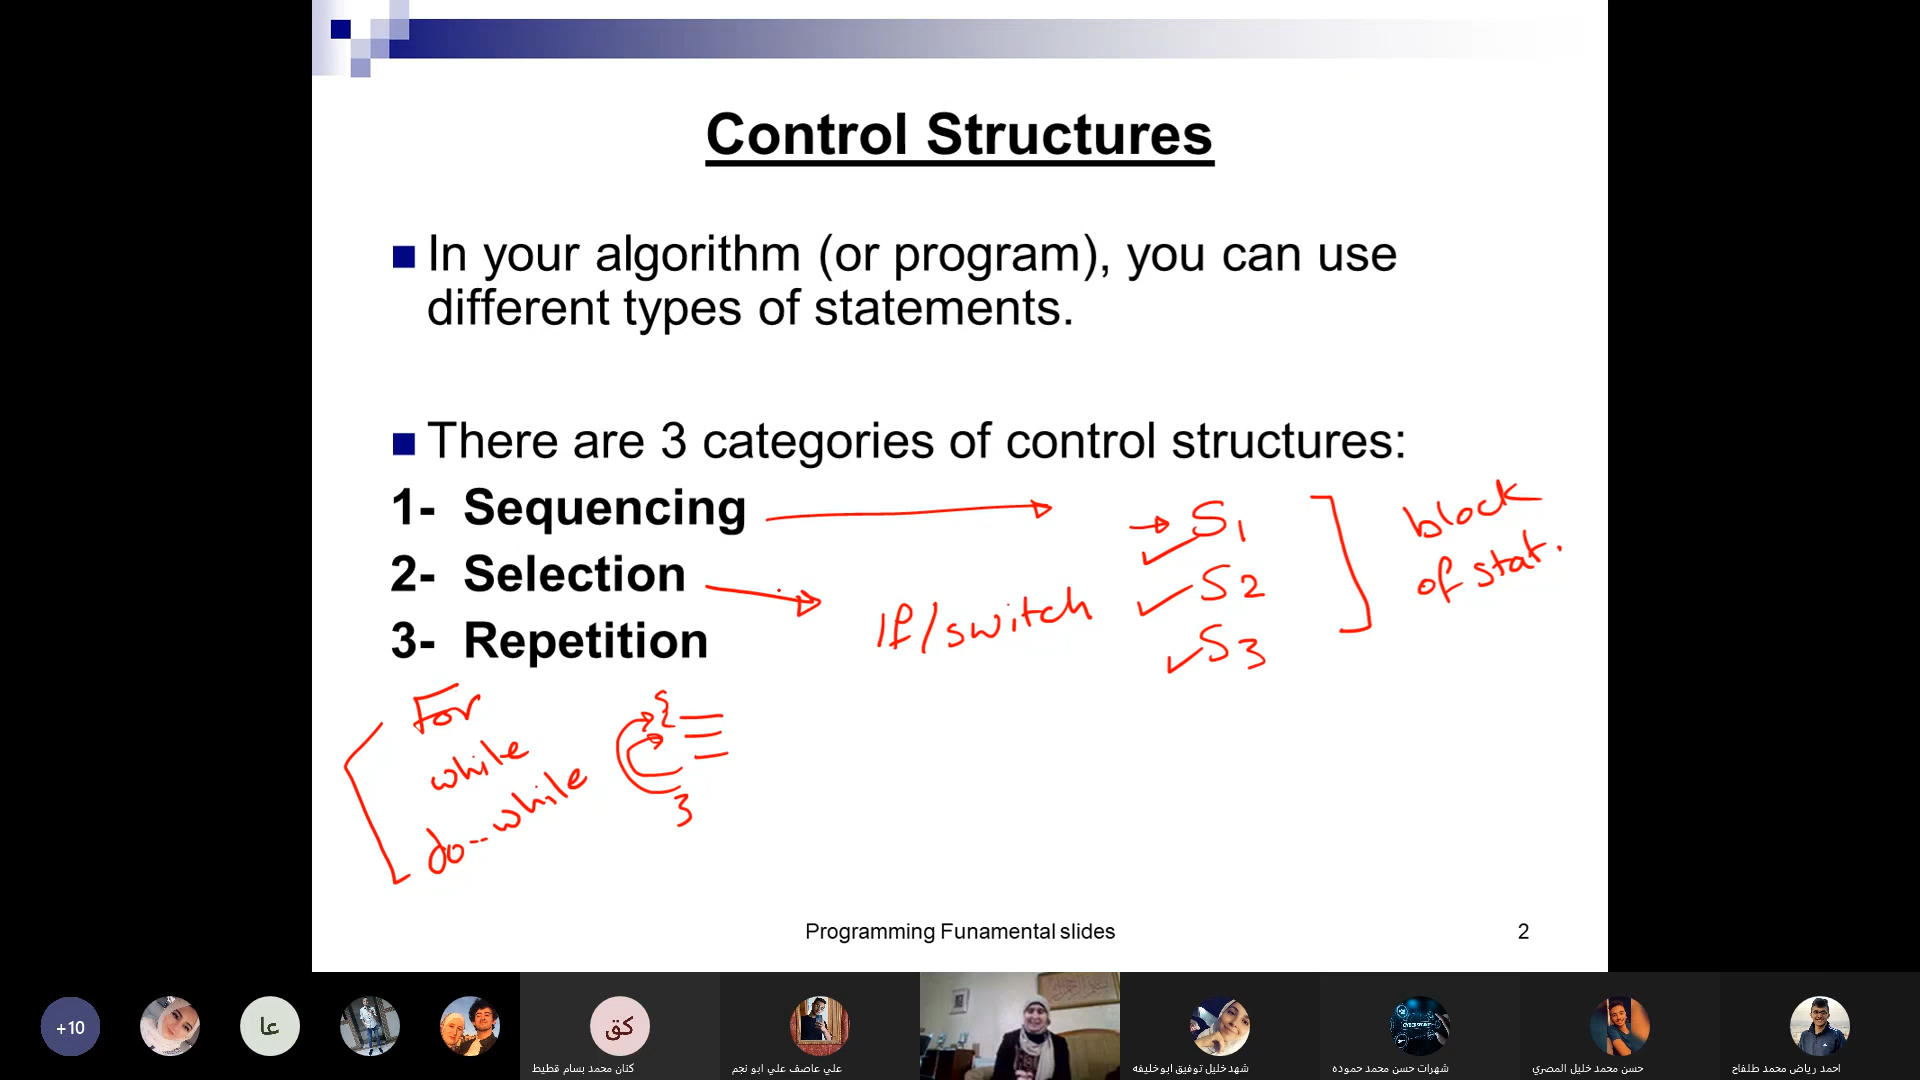 Control Structures
In your algorithm (or program), you can use
different types of statements.
There are 3 categories of control structures:
1- Sequencing
2- Selection
3- Repetition
S1
S2
S3
block
of stat.
If/switch
For
while
do--while
Programming Funamental slides
2
+10
عا
كق
كنان محمد بسام قطيط
علي عاصف علي ابو نجم
شهد خليل توفيق ابوخليفه
شهرات حسن محمد حموده
حسن محمد خليل المصري
احمد رياض محمد طلفاح